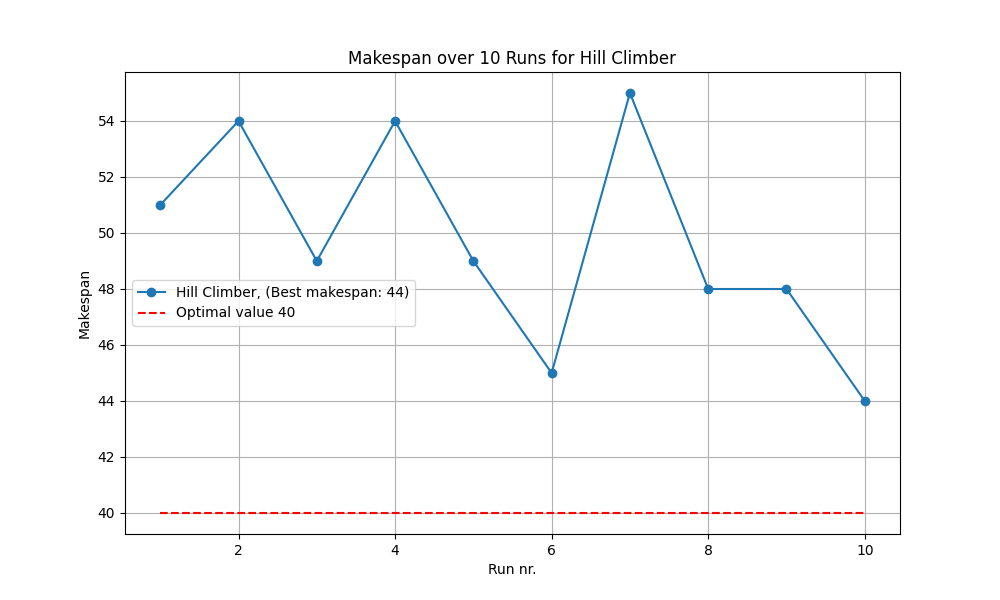 Makespan over 10 Runs for Hill Climber
54
52
50
48
46
44
42
40
Makespan
Hill Climber, (Best makespan: 44)
Optimal value 40
2 4 6 8 10
Run nr.